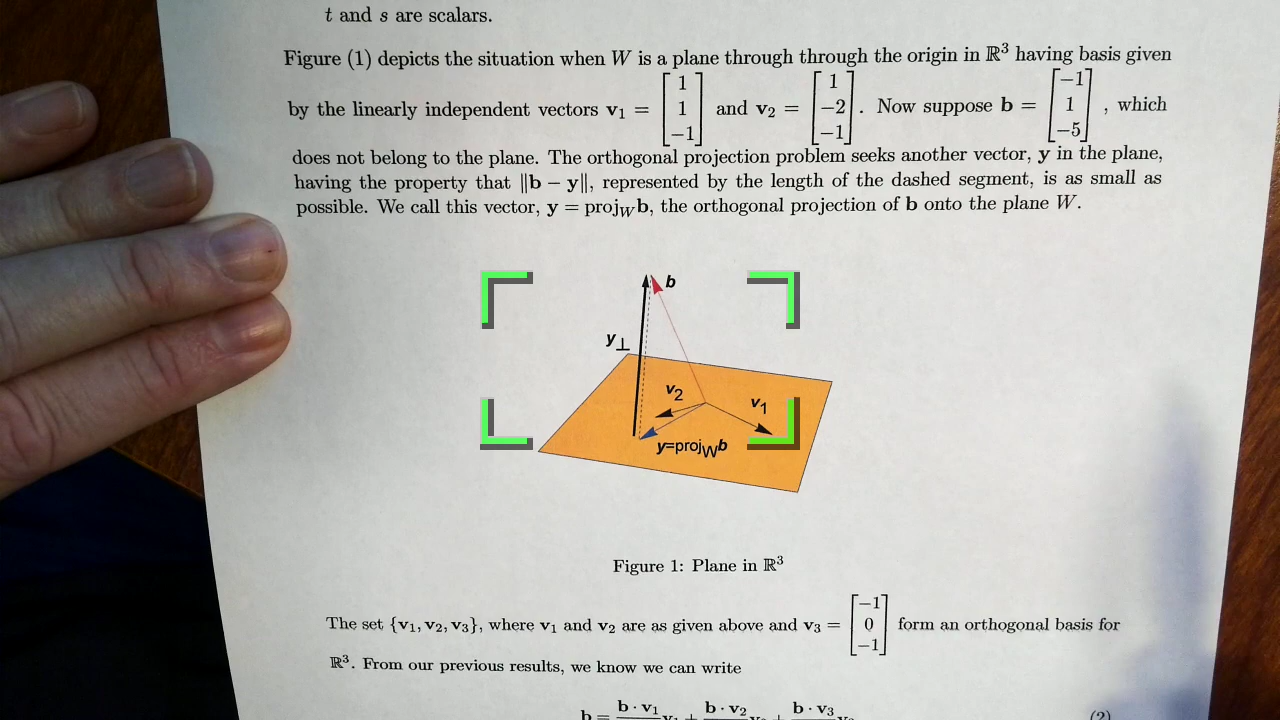 t and s are scalars.
Figure (1) depicts the situation when W is a plane through through the origin in ℝ³ having basis given
by the linearly independent vectors v₁ = [1 1 −1] and v₂ = [1 −2 −1]. Now suppose b = [−1 1 −5], which
does not belong to the plane. The orthogonal projection problem seeks another vector, y in the plane,
having the property that ‖b − y‖, represented by the length of the dashed segment, is as small as
possible. We call this vector, y = proj_W b, the orthogonal projection of b onto the plane W.
b
y⊥
v₂
v₁
y=proj_W b
Figure 1: Plane in ℝ³
The set {v₁, v₂, v₃}, where v₁ and v₂ are as given above and v₃ = [−1 0 −1] form an orthogonal basis for
ℝ³. From our previous results, we know we can write
b · v₁ b · v₂ b · v₃
b =